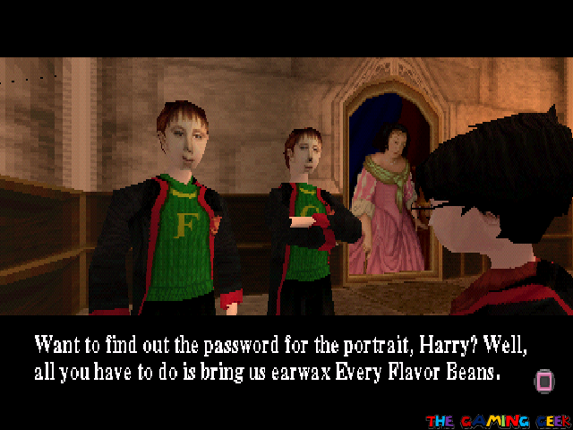 F
G
Want to find out the password for the portrait, Harry? Well,
all you have to do is bring us earwax Every Flavor Beans.
THE GAMING GEEK